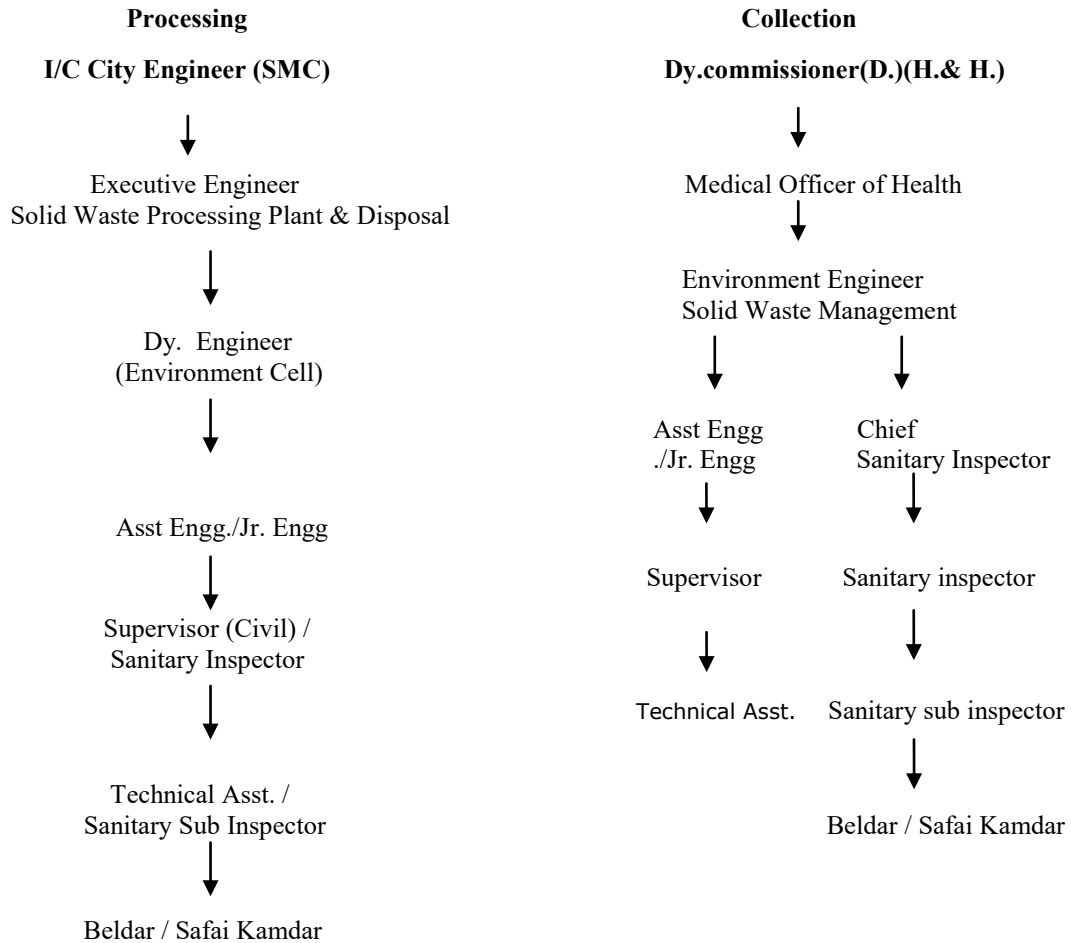 Processing
I/C City Engineer (SMC)
Executive Engineer
Solid Waste Processing Plant & Disposal
Dy. Engineer
(Environment Cell)
Asst Engg./Jr. Engg
Supervisor (Civil) /
Sanitary Inspector
Technical Asst. /
Sanitary Sub Inspector
Beldar / Safai Kamdar
Collection
Dy.commissioner(D.)(H.& H.)
Medical Officer of Health
Environment Engineer
Solid Waste Management
Asst Engg
./Jr. Engg
Supervisor
Technical Asst.
Chief
Sanitary Inspector
Sanitary inspector
Sanitary sub inspector
Beldar / Safai Kamdar